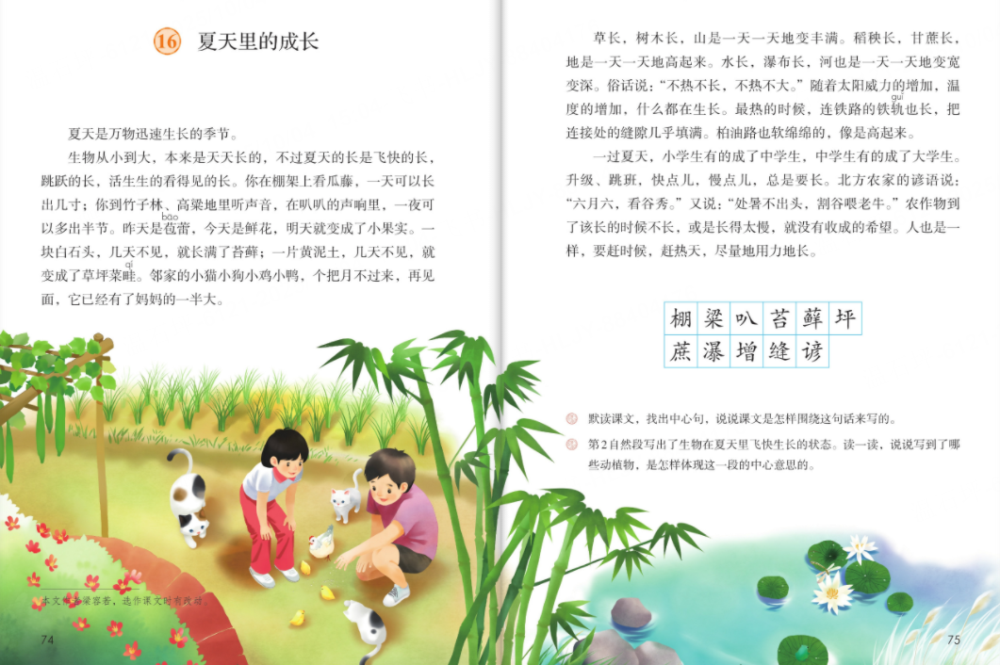 16 夏天里的成长
夏天是万物迅速生长的季节。
生物从小到大，本来是天天长的，不过夏天的长是飞快的长，
跳跃的长，活生生的看得见的长。你在棚架上看瓜藤，一天可以长
出几寸；你到竹子林、高粱地里听声音，在叭叭的声响里，一夜可
bāo
以多出半节。昨天是苞蕾，今天是鲜花，明天就变成了小果实。一
块白石头，几天不见，就长满了苔藓；一片黄泥土，几天不见，就
qí
变成了草坪菜畦。邻家的小猫小狗小鸡小鸭，个把月不过来，再见
面，它已经有了妈妈的一半大。
本文作者梁容若，选作课文时有改动。
74
草长，树木长，山是一天一天地变丰满。稻秧长，甘蔗长，
地是一天一天地高起来。水长，瀑布长，河也是一天一天地变宽
变深。俗话说：“不热不长，不热不大。”随着太阳威力的增加，温
guǐ
度的增加，什么都在生长。最热的时候，连铁路的铁轨也长，把
连接处的缝隙几乎填满。柏油路也软绵绵的，像是高起来。
一过夏天，小学生有的成了中学生，中学生有的成了大学生。
升级、跳班，快点儿，慢点儿，总是要长。北方农家的谚语说：
“六月六，看谷秀。”又说：“处暑不出头，割谷喂老牛。”农作物到
了该长的时候不长，或是长得太慢，就没有收成的希望。人也是一
样，要赶时候，赶热天，尽量地用力地长。
棚 粱 叭 苔 藓 坪
蔗 瀑 增 缝 谚
默读课文，找出中心句，说说课文是怎样围绕这句话来写的。
第2自然段写出了生物在夏天里飞快生长的状态。读一读，说说写到了哪
些动植物，是怎样体现这一段的中心意思的。
75